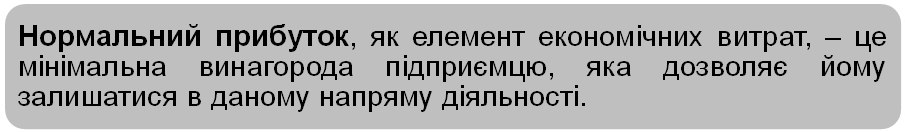 Нормальний прибуток, як елемент економічних витрат, – це
мінімальна винагорода підприємцю, яка дозволяє йому
залишатися в даному напряму діяльності.